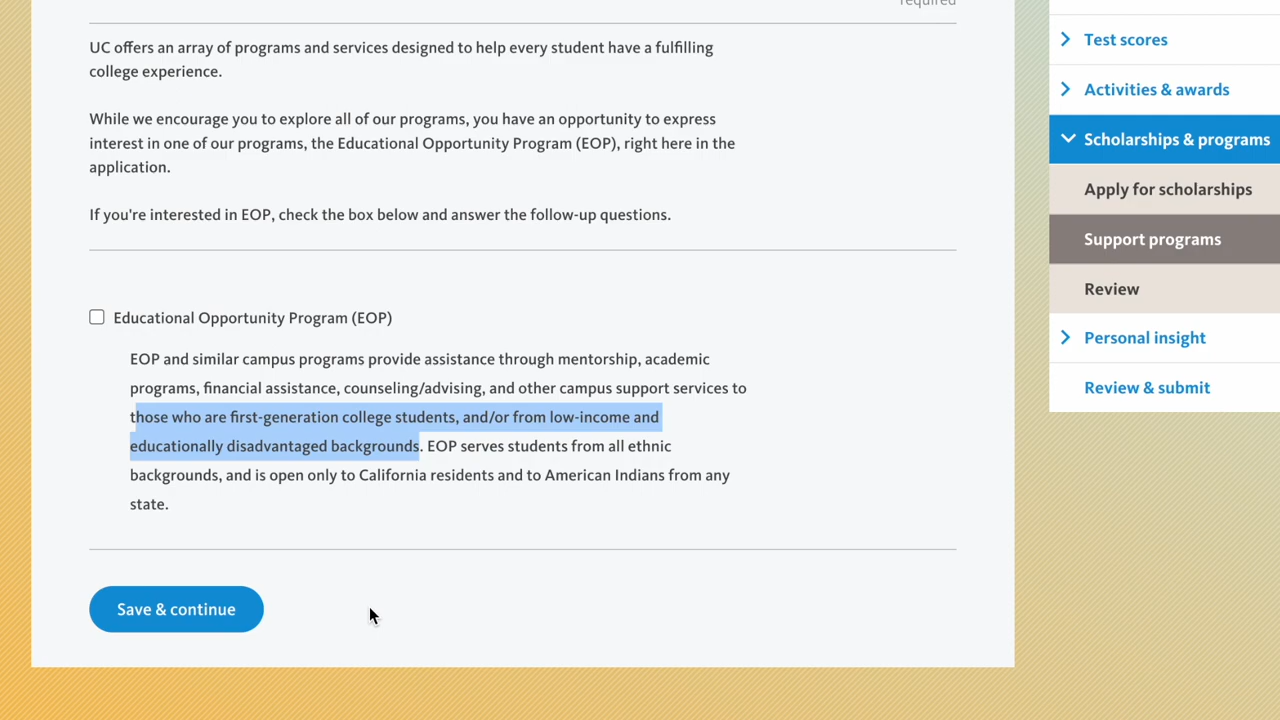 required
UC offers an array of programs and services designed to help every student have a fulfilling
college experience.
While we encourage you to explore all of our programs, you have an opportunity to express
interest in one of our programs, the Educational Opportunity Program (EOP), right here in the
application.
If you're interested in EOP, check the box below and answer the follow-up questions.
Educational Opportunity Program (EOP)
EOP and similar campus programs provide assistance through mentorship, academic
programs, financial assistance, counseling/advising, and other campus support services to
those who are first-generation college students, and/or from low-income and
educationally disadvantaged backgrounds. EOP serves students from all ethnic
backgrounds, and is open only to California residents and to American Indians from any
state.
Save & continue
Test scores
Activities & awards
Scholarships & programs
Apply for scholarships
Support programs
Review
Personal insight
Review & submit